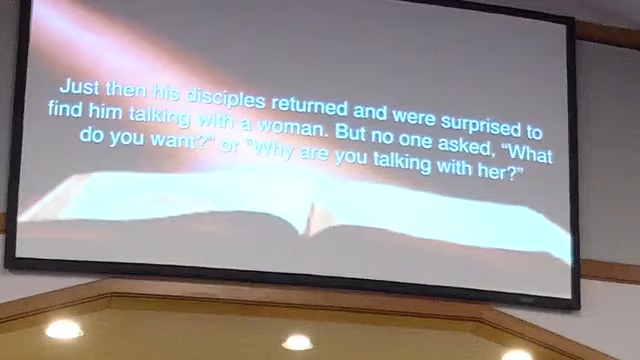 Just then his disciples returned and were surprised to
find him talking with a woman. But no one asked, “What
do you want?” or “Why are you talking with her?”